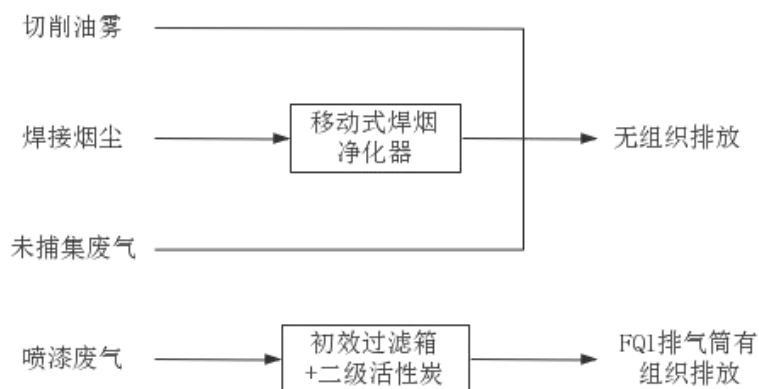 切削油雾
焊接烟尘
移动式焊烟
净化器
无组织排放
未捕集废气
喷漆废气
初效过滤箱
+二级活性炭
FQ1排气筒有
组织排放